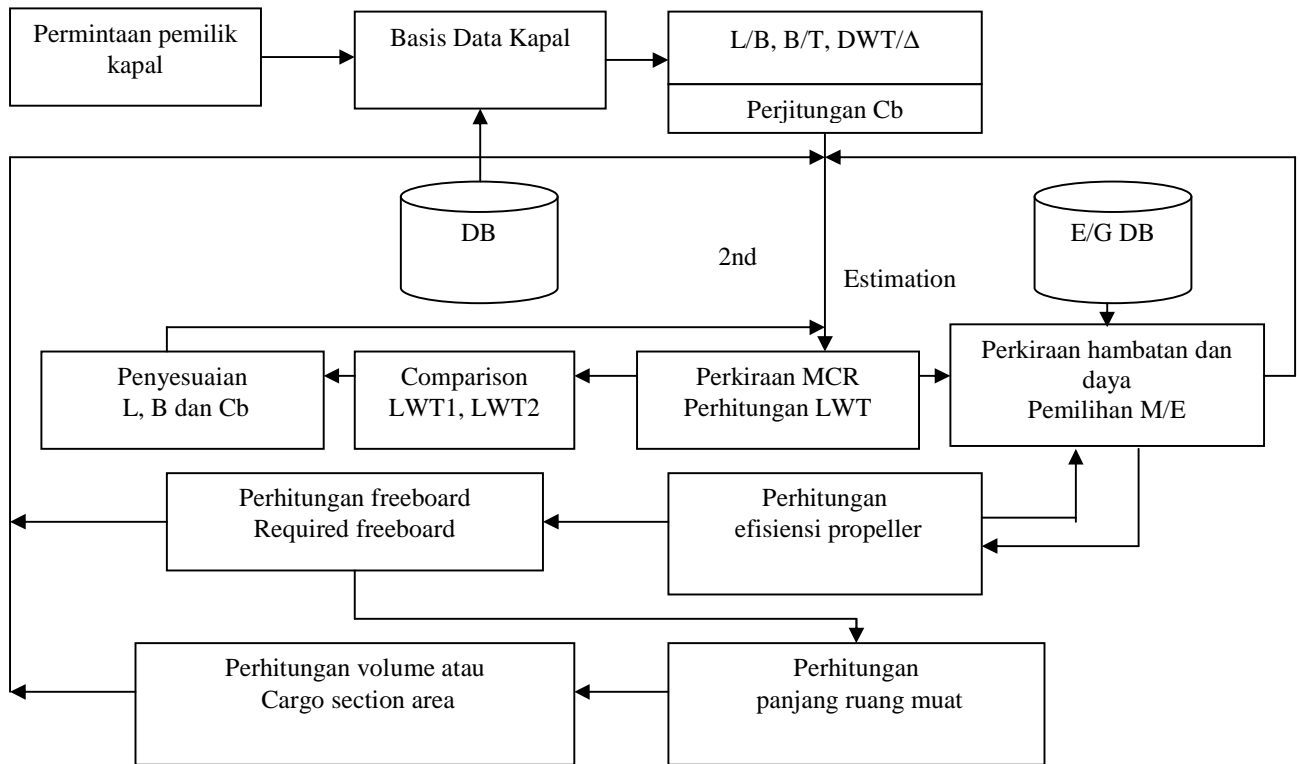 Permintaan pemilik
kapal
Basis Data Kapal
L/B, B/T, DWT/Δ
Perjitungan Cb
DB
E/G DB
2nd
Estimation
Penyesuaian
L, B dan Cb
Comparison
LWT1, LWT2
Perkiraan MCR
Perhitungan LWT
Perkiraan hambatan dan
daya
Pemilihan M/E
Perhitungan freeboard
Required freeboard
Perhitungan
efisiensi propeller
Perhitungan volume atau
Cargo section area
Perhitungan
panjang ruang muat